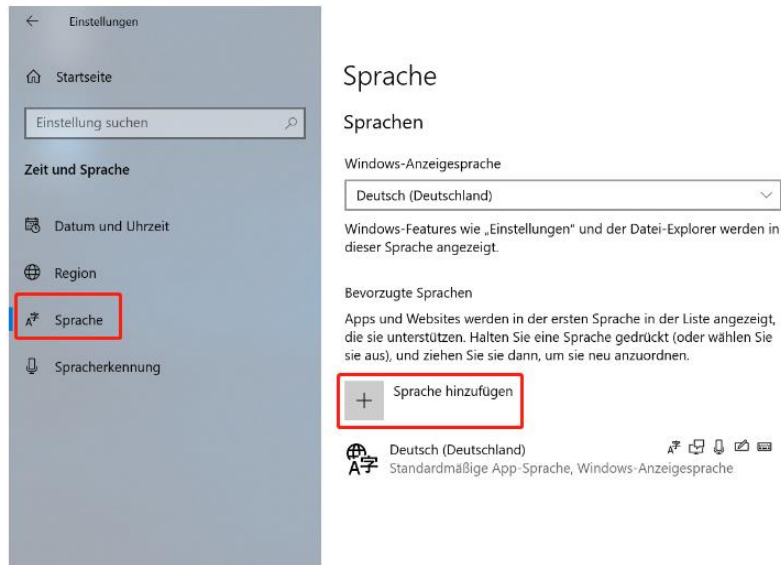 Einstellungen
Startseite
Einstellung suchen
Zeit und Sprache
Datum und Uhrzeit
Region
Sprache
Spracherkennung
Sprache
Sprachen
Windows-Anzeigesprache
Deutsch (Deutschland)
Windows-Features wie „Einstellungen" und der Datei-Explorer werden in
dieser Sprache angezeigt.
Bevorzugte Sprachen
Apps und Websites werden in der ersten Sprache in der Liste angezeigt,
die sie unterstützen. Halten Sie eine Sprache gedrückt (oder wählen Sie
sie aus), und ziehen Sie sie dann, um sie neu anzuordnen.
Sprache hinzufügen
Deutsch (Deutschland)
Standardmäßige App-Sprache, Windows-Anzeigesprache